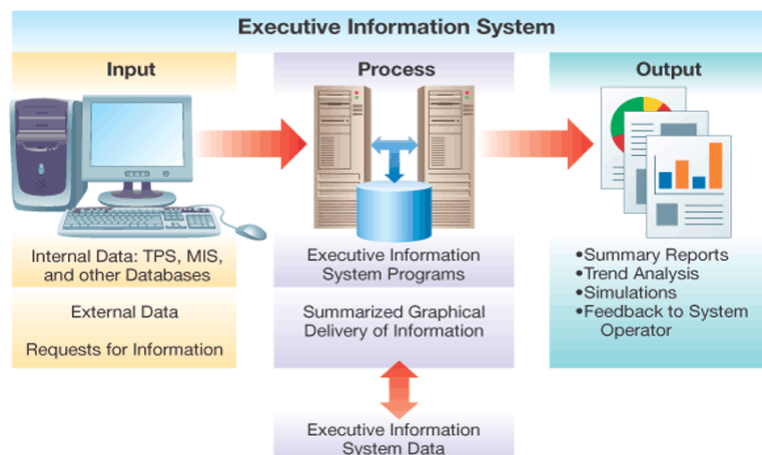 Executive Information System
Input
Process
Output
Internal Data: TPS, MIS,
and other Databases
External Data
Requests for Information
Executive Information
System Programs
Summarized Graphical
Delivery of Information
Executive Information
System Data
•Summary Reports
•Trend Analysis
•Simulations
•Feedback to System
Operator